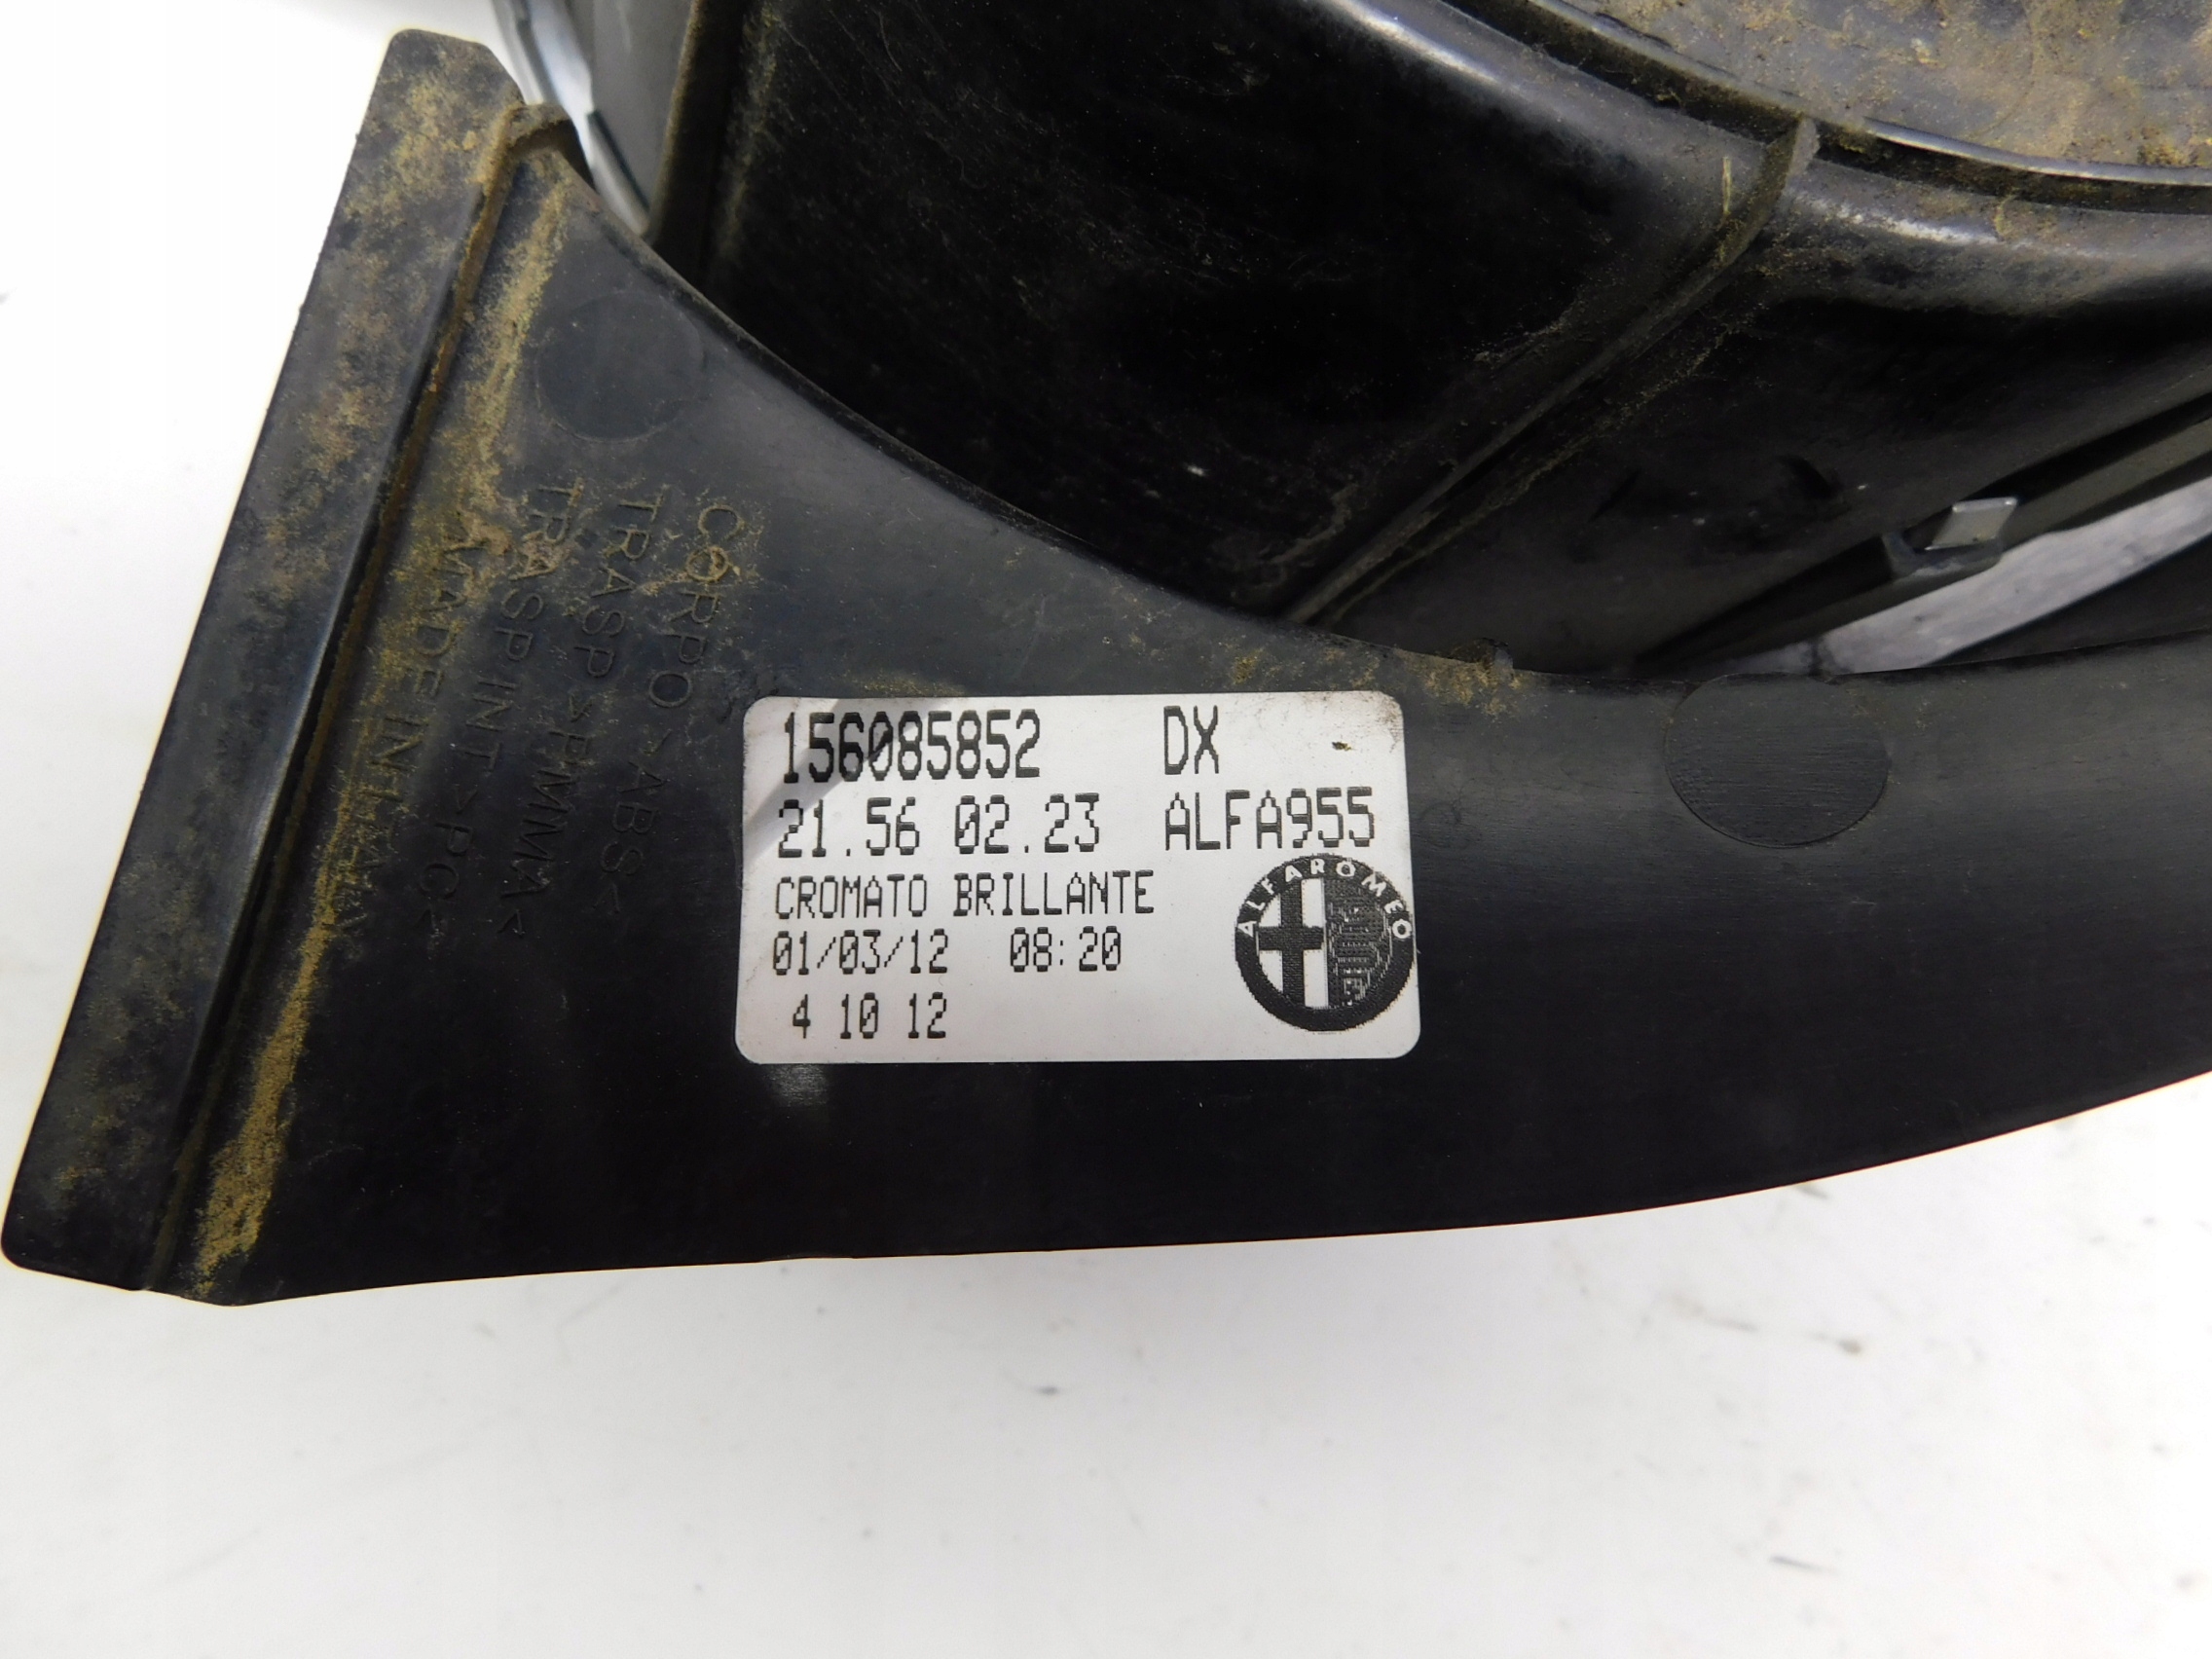 CORPO >ABS<
TRASP >PMMA<
TRASP INT >PC<
MADE IN ITALY
156085852 DX
21.56 02.23 ALFA955
CROMATO BRILLANTE
01/03/12 08:20
4 10 12
ALFA ROMEO